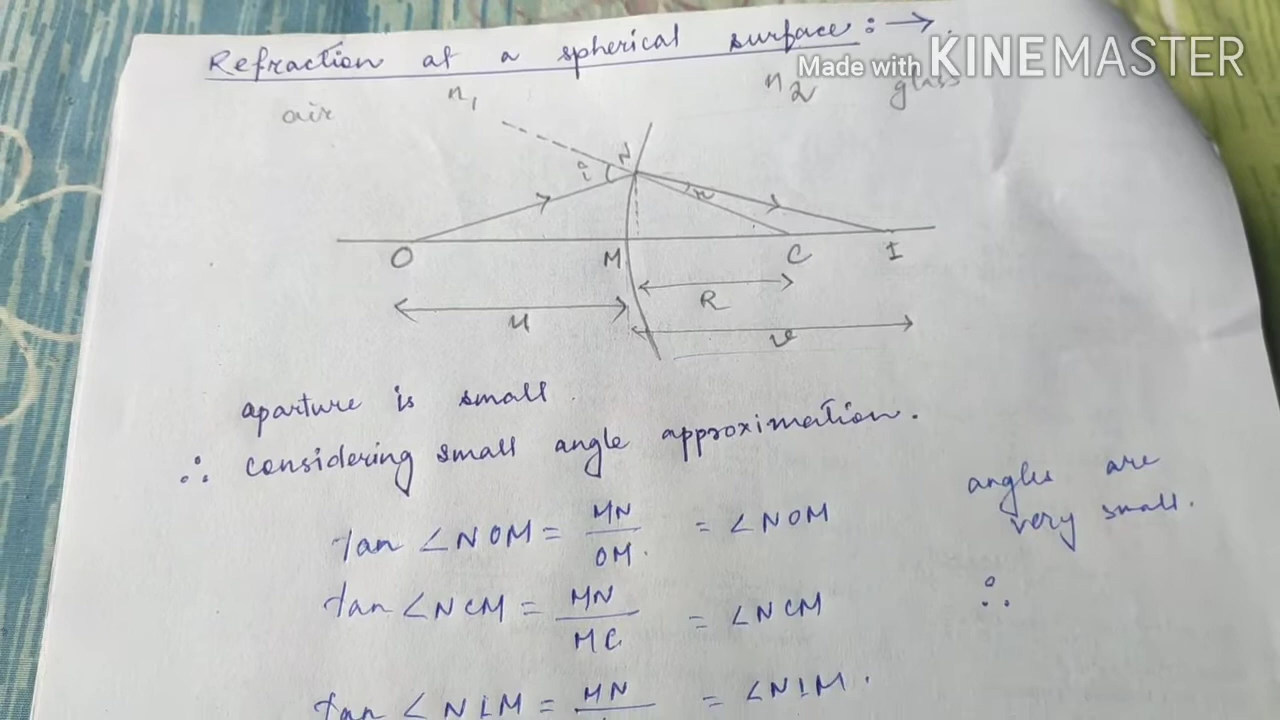 Refraction at a spherical surface : →
Made with KINEMASTER
air n1 n2 glass
i N r
O M C I
R
u
v
aparture is small
∴ considering small angle approximation.
angles are
very small.
tan ∠NOM = MN/OM. = ∠NOM
tan ∠NCM = MN/MC = ∠NCM
∴
tan ∠NIM = MN = ∠NIM.